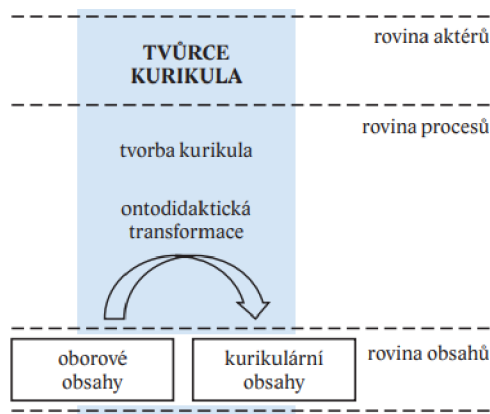 rovina aktérů
TVŮRCE
KURIKULA
rovina procesů
tvorba kurikula
ontodidaktická
transformace
rovina obsahů
oborové
obsahy
kurikulární
obsahy